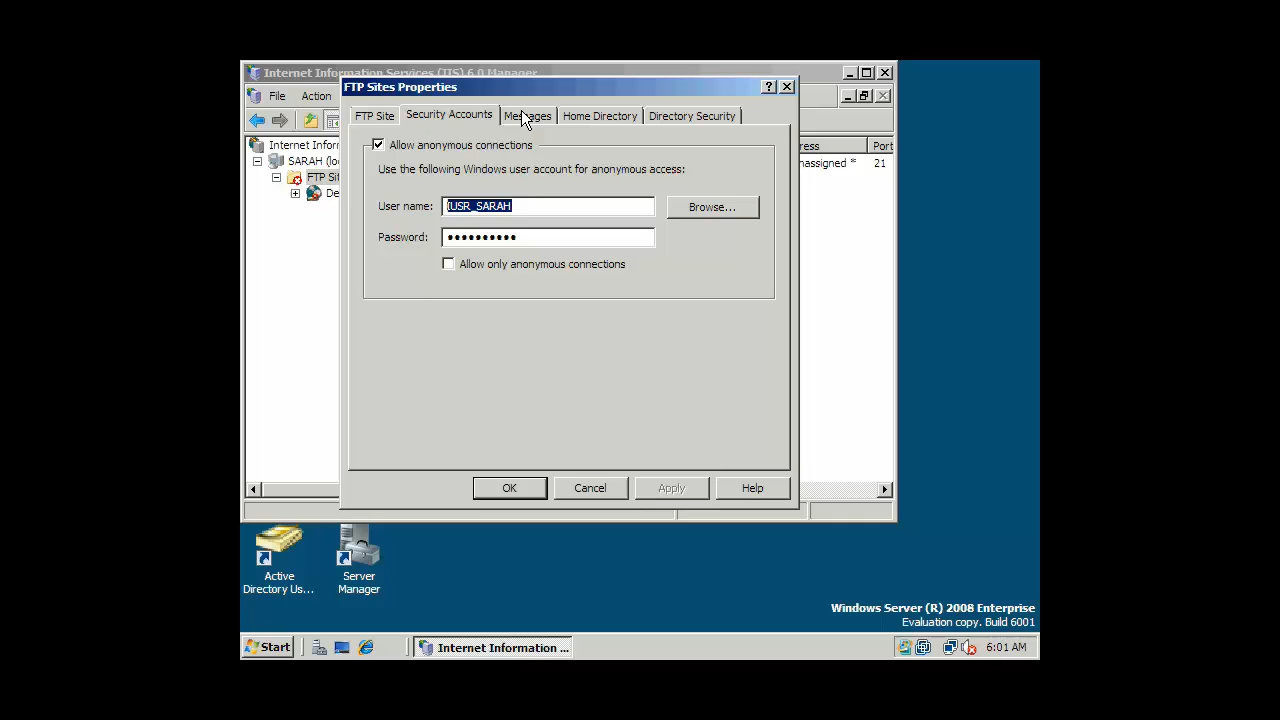 Internet Information Services (IIS) 6.0 Manager
FTP Sites Properties
File Action
FTP Site Security Accounts Messages Home Directory Directory Security
Allow anonymous connections
Use the following Windows user account for anonymous access:
User name: IUSR_SARAH Browse...
Password: ••••••••••
Allow only anonymous connections
OK Cancel Apply Help
Internet Infor
SARAH (lo
FTP Sit
De
ress Port
nassigned * 21
Active
Directory Us...
Server
Manager
Windows Server (R) 2008 Enterprise
Evaluation copy. Build 6001
Start Internet Information ... 6:01 AM